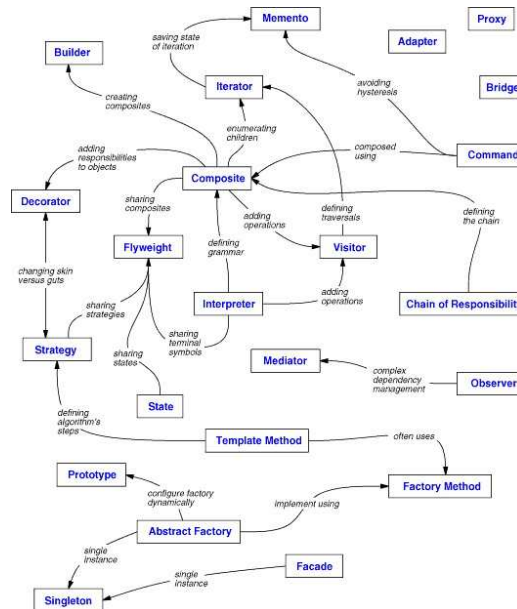 Memento
Proxy
saving state
of iteration
Adapter
Builder
avoiding
hysteresis
Iterator
Bridge
creating
composites
enumerating
children
composed
using
Command
adding
responsibilities
to objects
Composite
Decorator
sharing
composites
adding
operations
defining
traversals
defining
the chain
Flyweight
defining
grammar
Visitor
changing skin
versus guts
sharing
strategies
Interpreter
adding
operations
Chain of Responsibilit
sharing
terminal
symbols
Strategy
sharing
states
Mediator
complex
dependency
management
Observer
State
defining
algorithm's
steps
Template Method
often uses
Prototype
configure factory
dynamically
Factory Method
implement using
Abstract Factory
single
instance
single
instance
Facade
Singleton